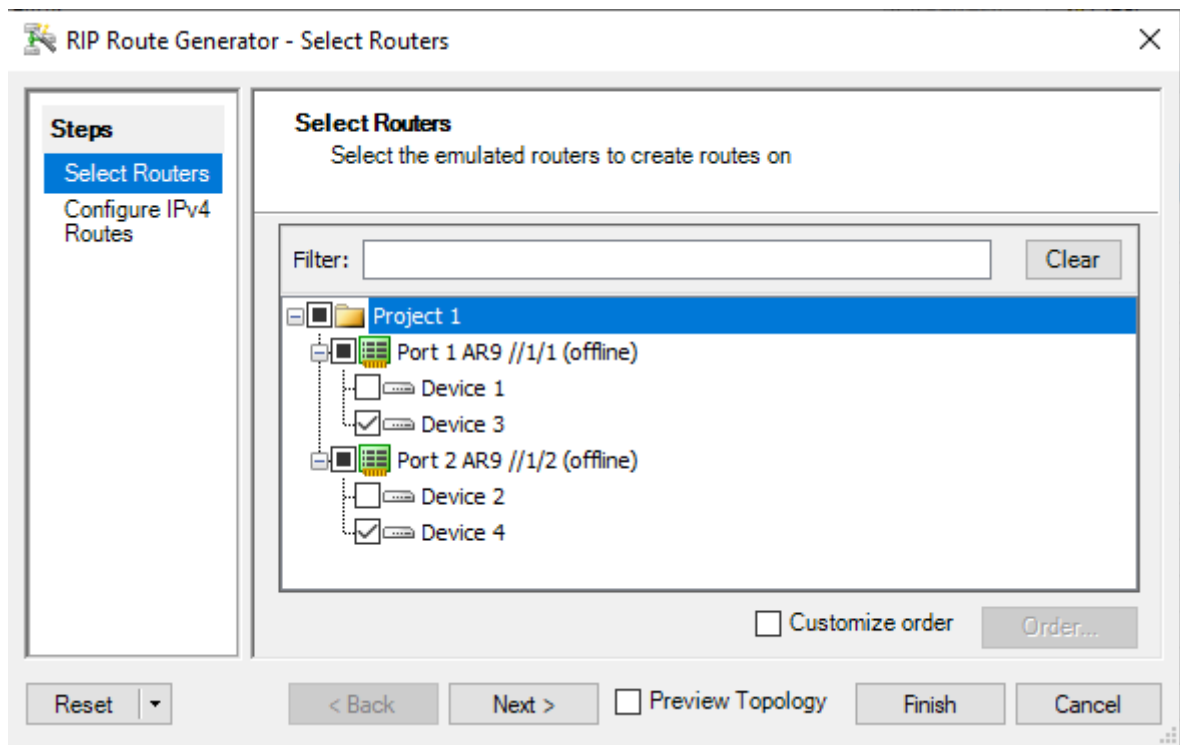 RIP Route Generator - Select Routers
Steps
Select Routers
Configure IPv4
Routes
Select Routers
Select the emulated routers to create routes on
Filter:
Clear
Project 1
Port 1 AR9 //1/1 (offline)
Device 1
Device 3
Port 2 AR9 //1/2 (offline)
Device 2
Device 4
Customize order
Order...
Reset
< Back
Next >
Preview Topology
Finish
Cancel